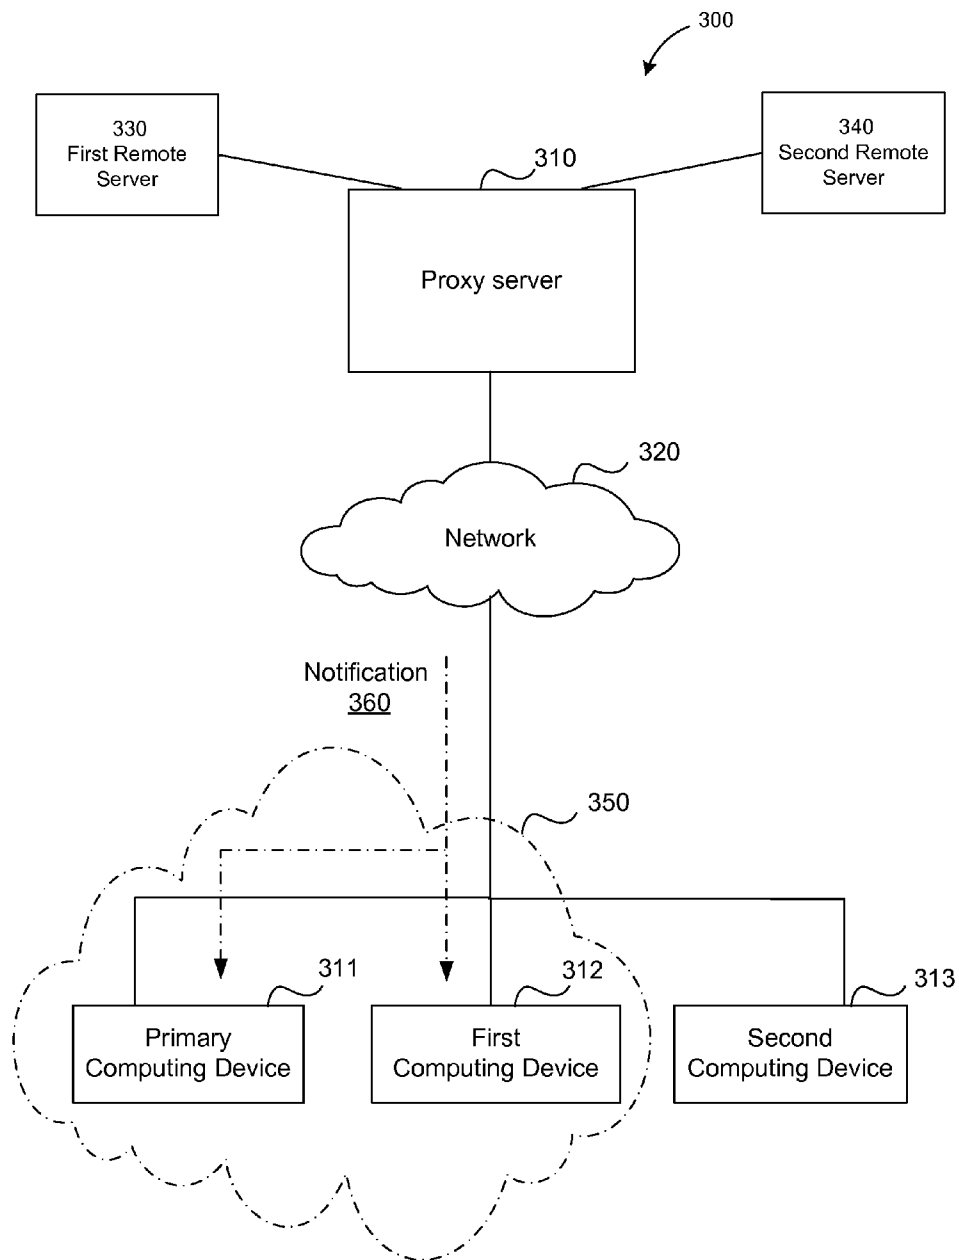 300
330
First Remote
Server
340
Second Remote
Server
310
Proxy server
320
Network
Notification
360
350
311
312
313
Primary
Computing Device
First
Computing Device
Second
Computing Device